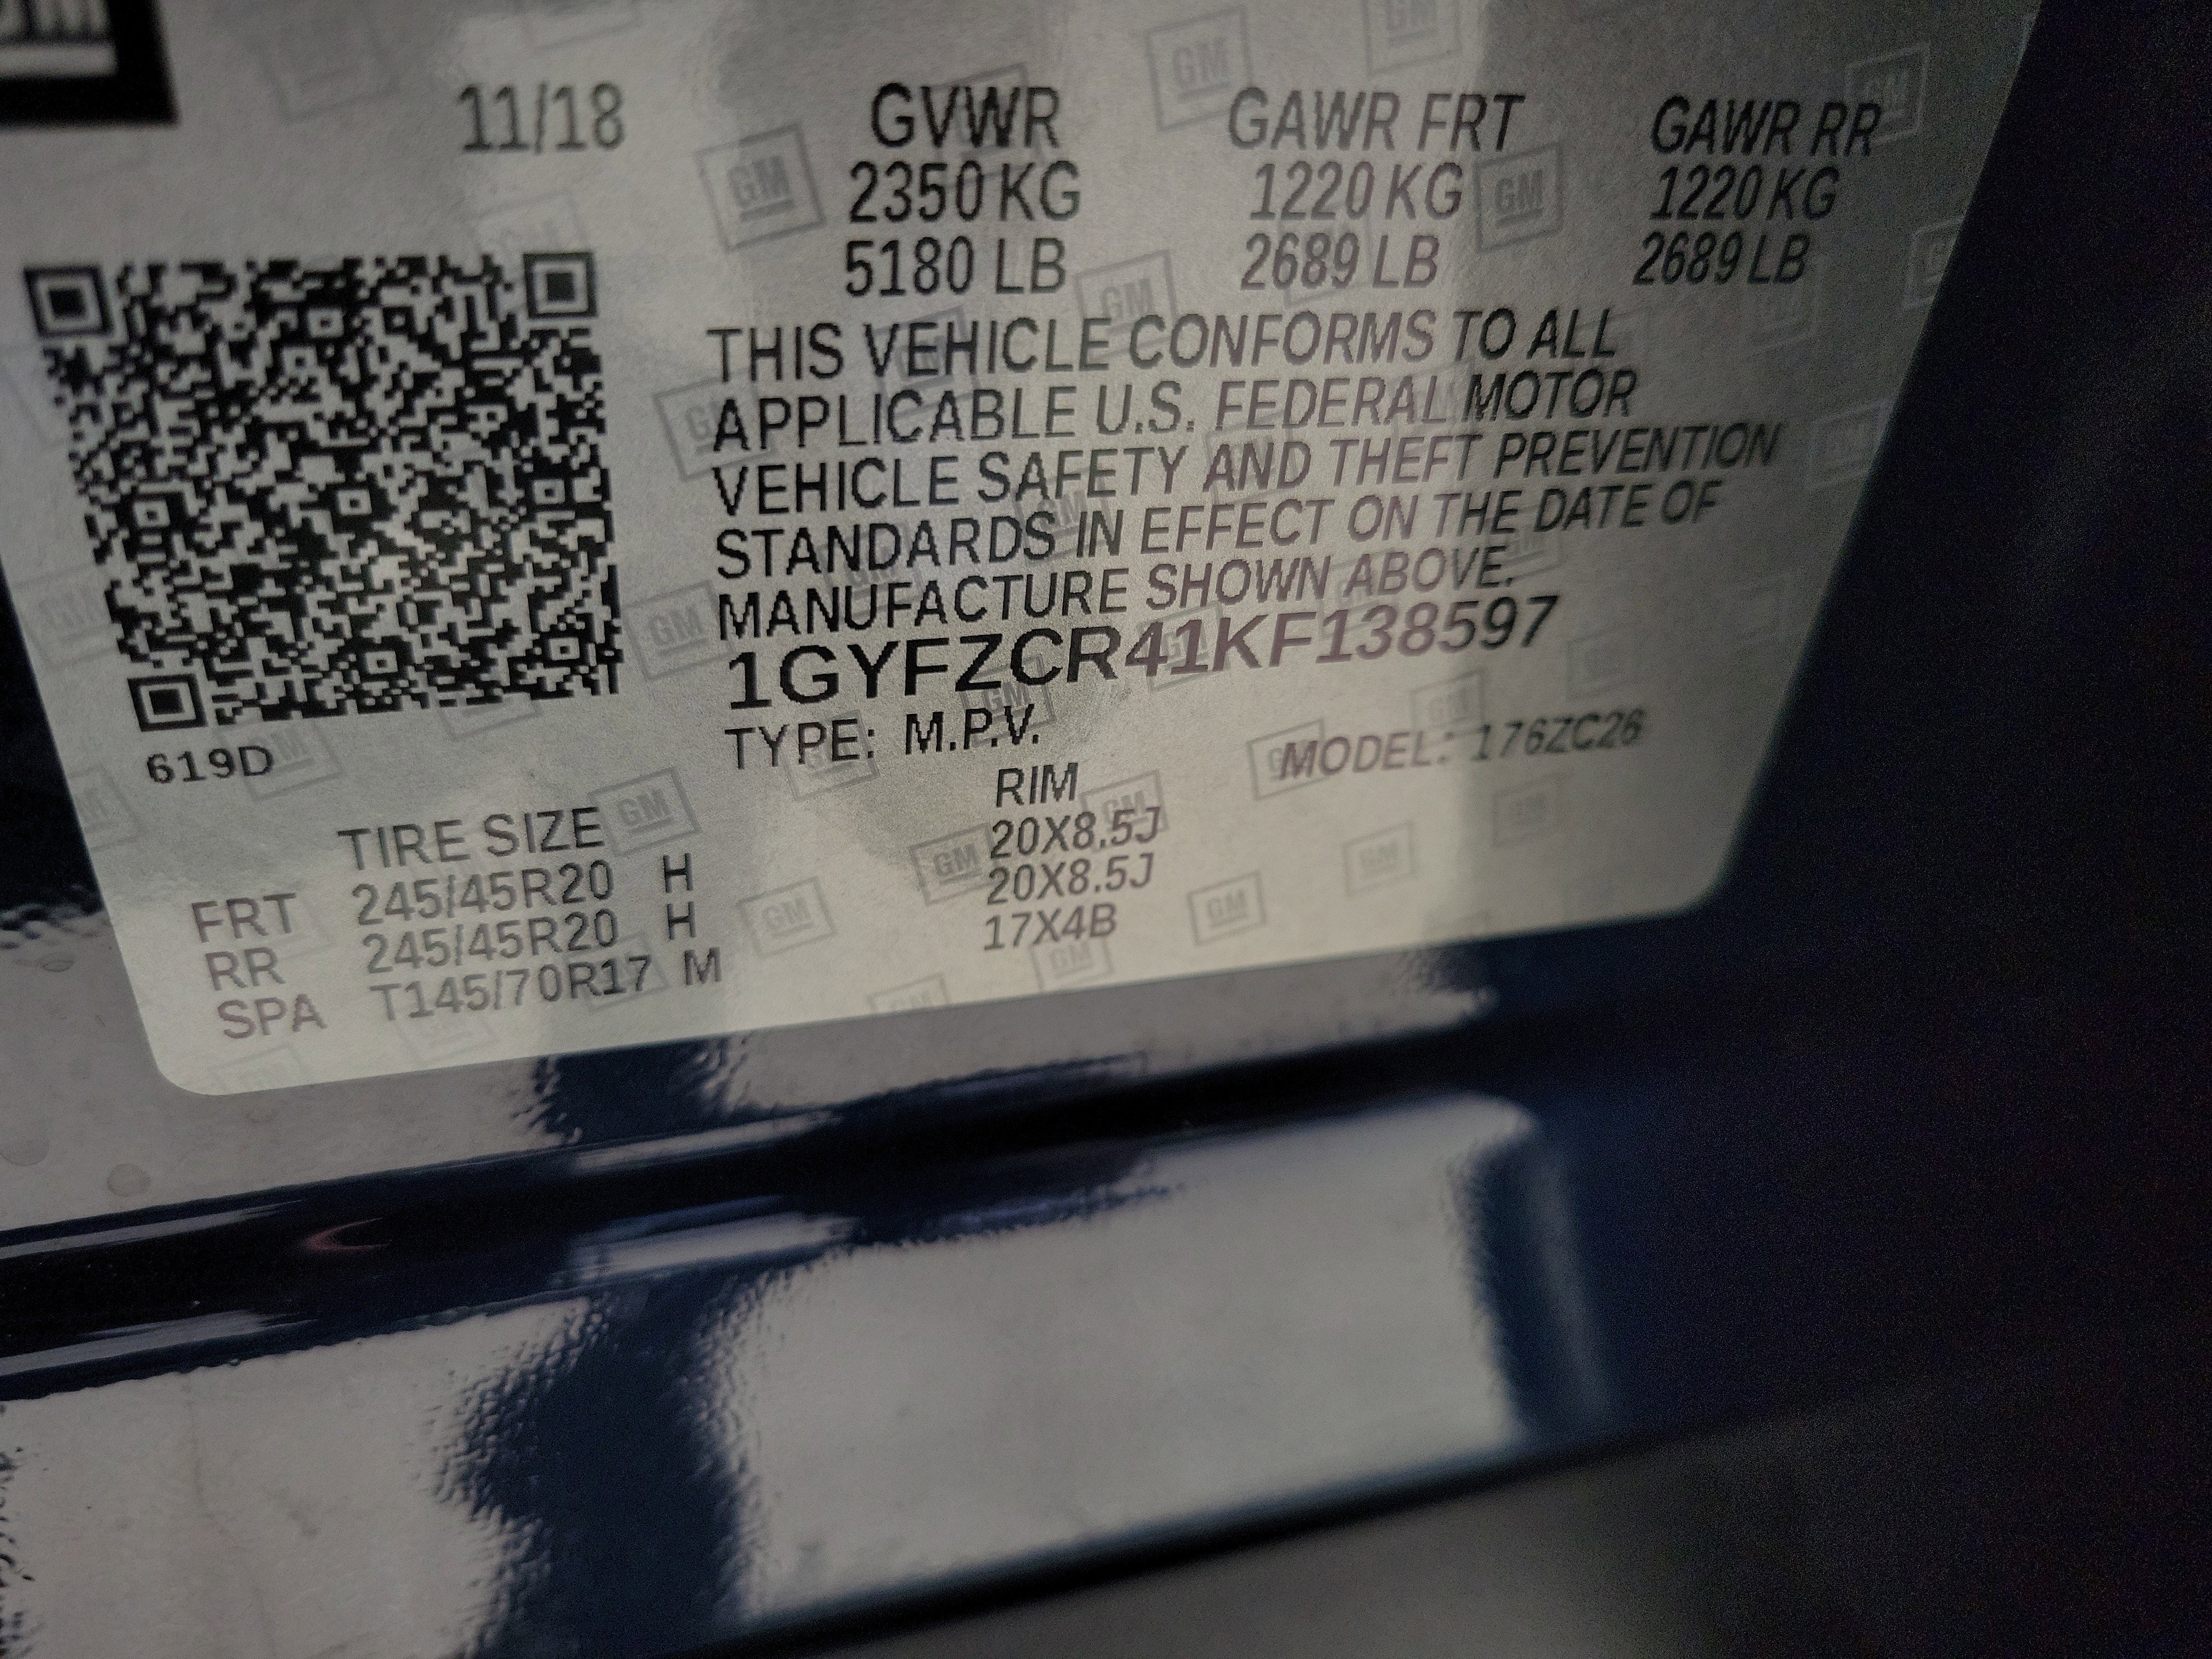 GM
11/18 GVWR GAWR FRT GAWR RR
2350 KG 1220 KG 1220 KG
5180 LB 2689 LB 2689 LB
THIS VEHICLE CONFORMS TO ALL
APPLICABLE U.S. FEDERAL MOTOR
VEHICLE SAFETY AND THEFT PREVENTION
STANDARDS IN EFFECT ON THE DATE OF
MANUFACTURE SHOWN ABOVE.
1GYFZCR41KF138597
TYPE: M.P.V. MODEL: 176ZC26
619D
TIRE SIZE RIM
FRT 245/45R20 H 20X8.5J
RR 245/45R20 H 20X8.5J
SPA T145/70R17 M 17X4B